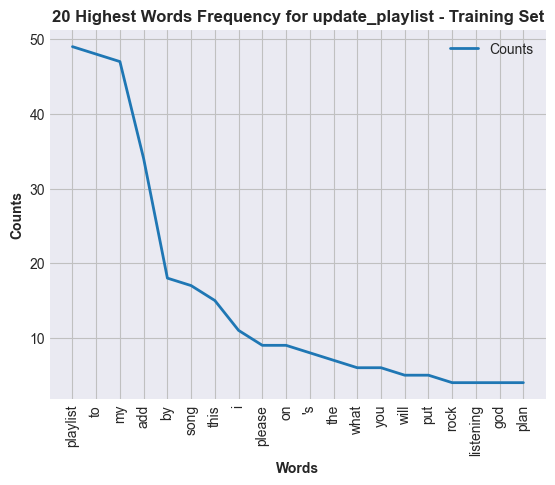 20 Highest Words Frequency for update_playlist - Training Set
Counts
50
40
30
20
10
Counts
playlist
to
my
add
by
song
this
i
please
on
's
the
what
you
will
put
rock
listening
god
plan
Words